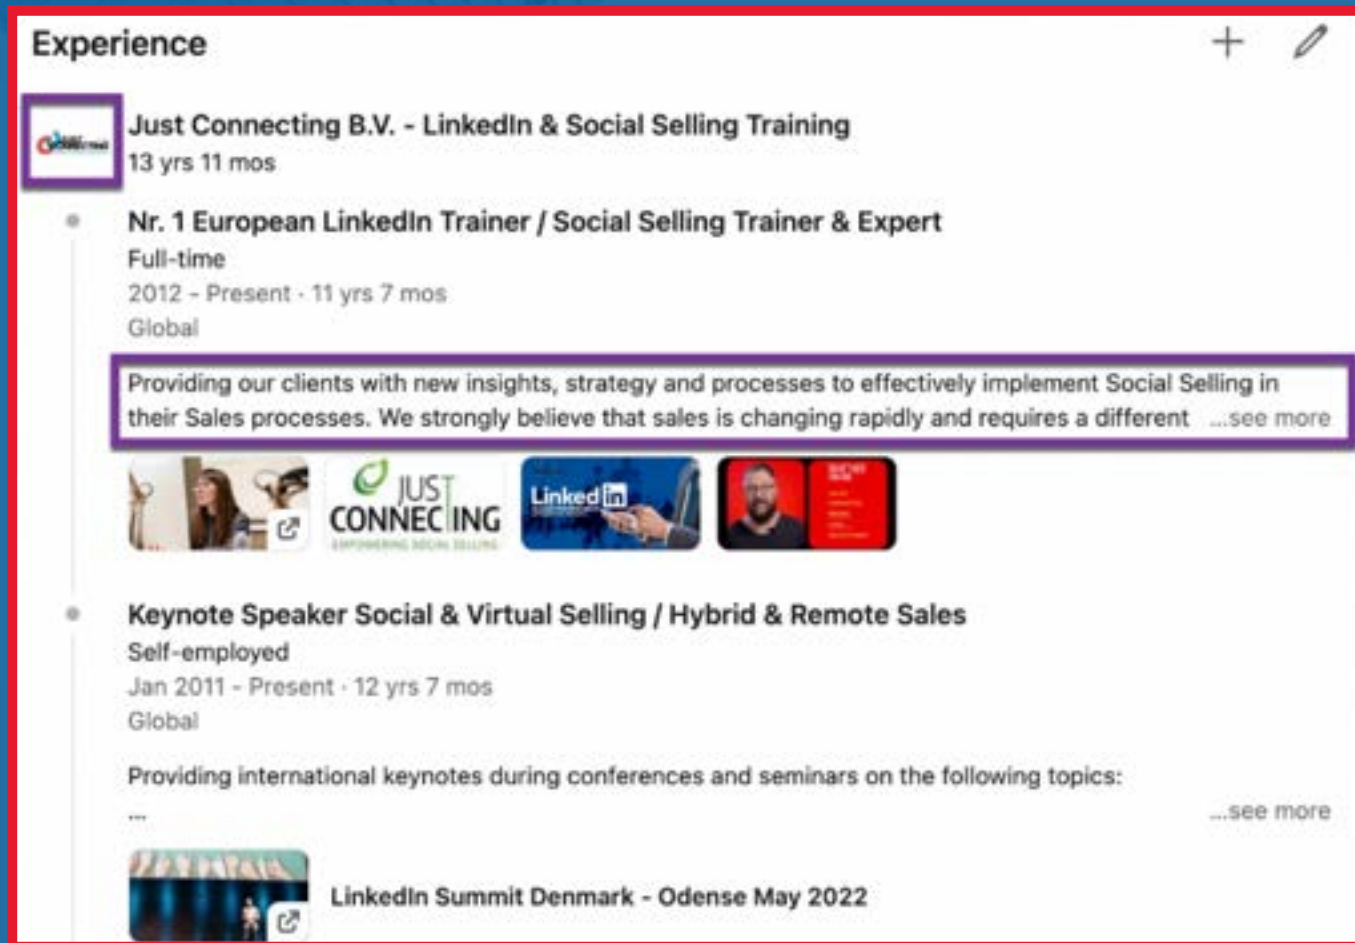 Experience
Just Connecting B.V. - LinkedIn & Social Selling Training
13 yrs 11 mos
Nr. 1 European LinkedIn Trainer / Social Selling Trainer & Expert
Full-time
2012 - Present · 11 yrs 7 mos
Global
Providing our clients with new insights, strategy and processes to effectively implement Social Selling in
their Sales processes. We strongly believe that sales is changing rapidly and requires a different ...see more
JUST
CONNECTING
EMPOWERING SOCIAL SELLING
Linked in
Keynote Speaker Social & Virtual Selling / Hybrid & Remote Sales
Self-employed
Jan 2011 - Present · 12 yrs 7 mos
Global
Providing international keynotes during conferences and seminars on the following topics:
... ...see more
LinkedIn Summit Denmark - Odense May 2022